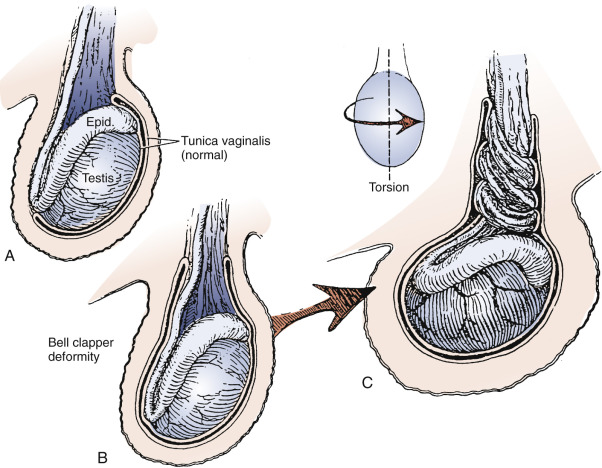 Epid.
Tunica vaginalis
(normal)
Testis
A
Torsion
Bell clapper
deformity
B
C